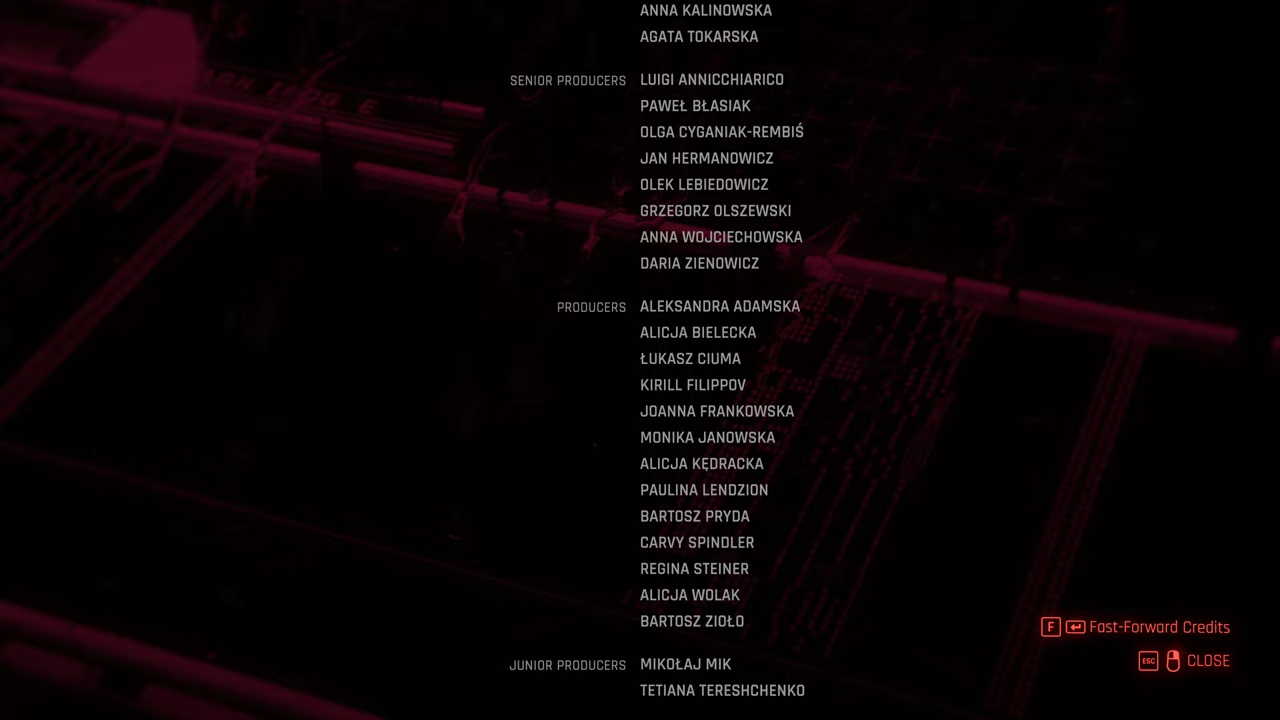 ANNA KALINOWSKA
AGATA TOKARSKA
SENIOR PRODUCERS LUIGI ANNICCHIARICO
PAWEŁ BŁASIAK
OLGA CYGANIAK-REMBIŚ
JAN HERMANOWICZ
OLEK LEBIEDOWICZ
GRZEGORZ OLSZEWSKI
ANNA WOJCIECHOWSKA
DARIA ZIENOWICZ
PRODUCERS ALEKSANDRA ADAMSKA
ALICJA BIELECKA
ŁUKASZ CIUMA
KIRILL FILIPPOV
JOANNA FRANKOWSKA
MONIKA JANOWSKA
ALICJA KĘDRACKA
PAULINA LENDZION
BARTOSZ PRYDA
CARVY SPINDLER
REGINA STEINER
ALICJA WOLAK
BARTOSZ ZIOŁO
F Fast-Forward Credits
ESC CLOSE
JUNIOR PRODUCERS MIKOŁAJ MIK
TETIANA TERESHCHENKO